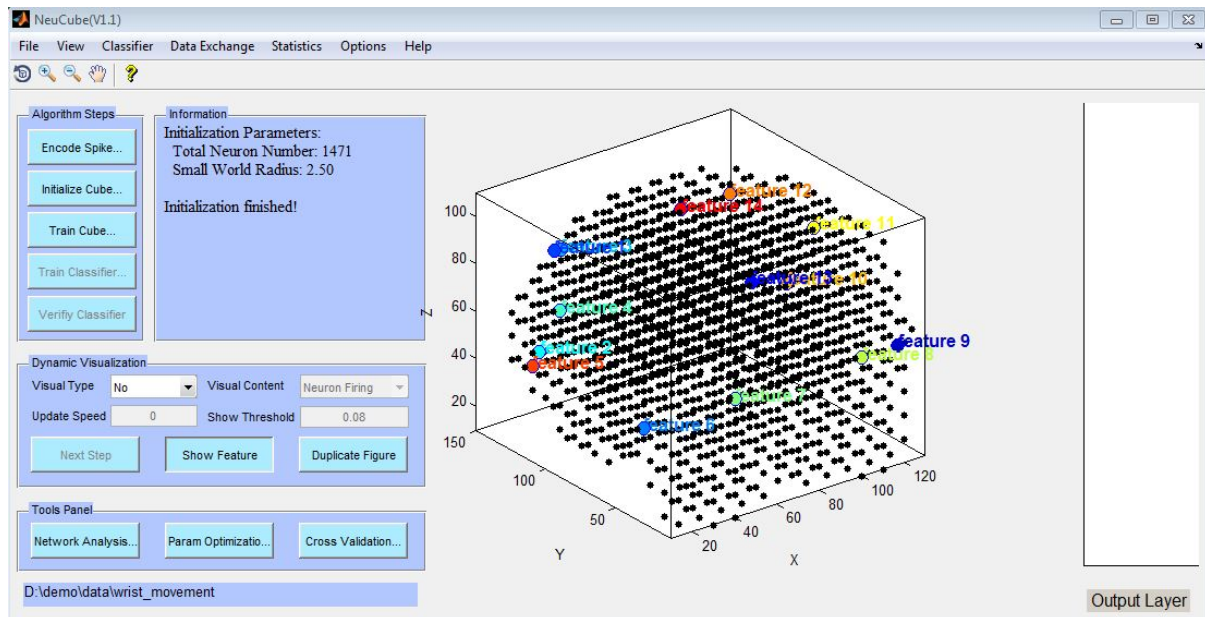 NeuCube(V1.1)
File View Classifier Data Exchange Statistics Options Help
Algorithm Steps
Encode Spike...
Initialize Cube...
Train Cube...
Train Classifier...
Verifiy Classifier
Information
Initialization Parameters:
Total Neuron Number: 1471
Small World Radius: 2.50
Initialization finished!
Dynamic Visualization
Visual Type No Visual Content Neuron Firing
Update Speed 0 Show Threshold 0.08
Next Step Show Feature Duplicate Figure
Tools Panel
Network Analysis... Param Optimizatio... Cross Validation...
D:\demo\data\wrist_movement
feature 12
feature 14
feature 11
feature 3
feature 13
feature 10
feature 4
feature 9
feature 2
feature 8
feature 5
feature 7
feature 6
Z
100
80
60
40
20
150
100
50
Y
20
40
60
80
100
120
X
Output Layer